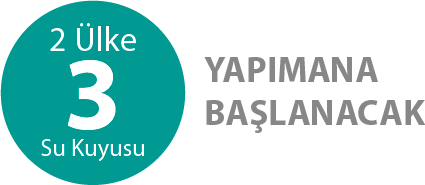 2 Ülke
3
Su Kuyusu
YAPIMANA
BAŞLANACAK